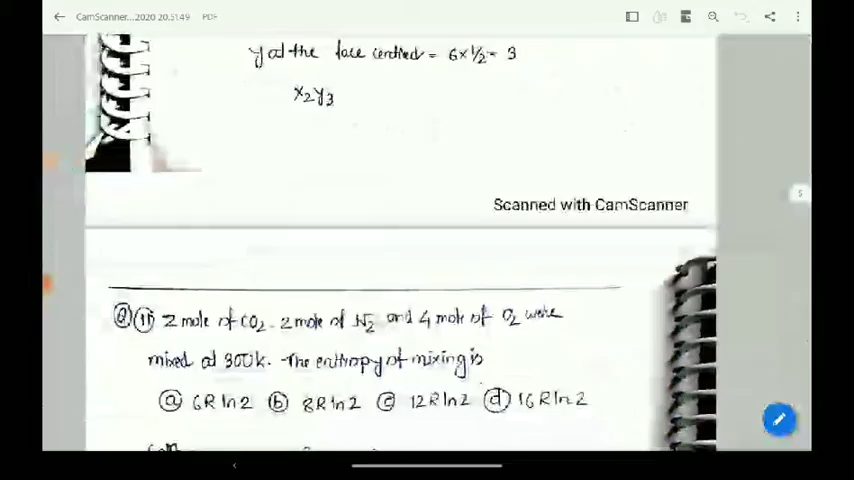 CamScanner...2020 20.51.49 PDF
y at the face centred = 6 x 1/2 = 3
x2y3
Scanned with CamScanner
5
Q 11 2 mole of CO2. 2 mole of N2 and 4 mole of O2 were
mixed at 300k. The enthropy of mixing is
a 6R ln2 b 8R ln2 c 12R ln2 d 16R ln2